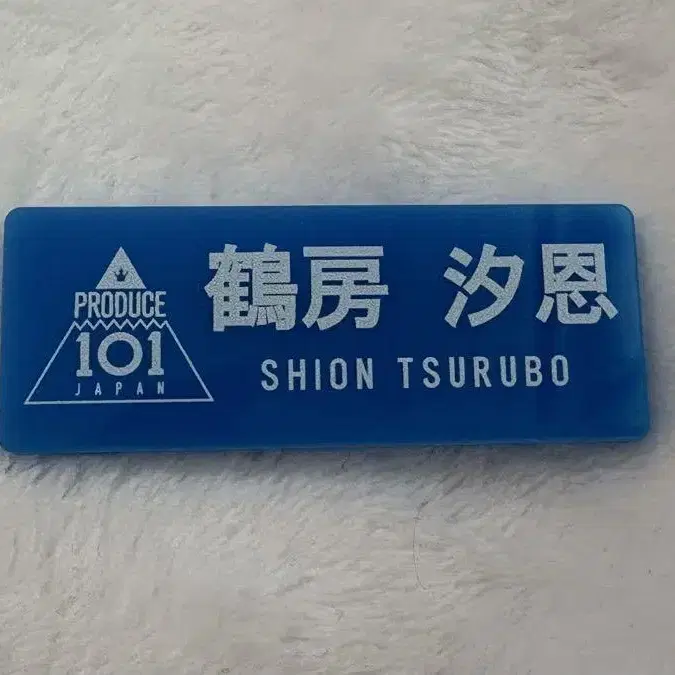 PRODUCE
101
JAPAN
鶴房 汐恩
SHION TSURUBO